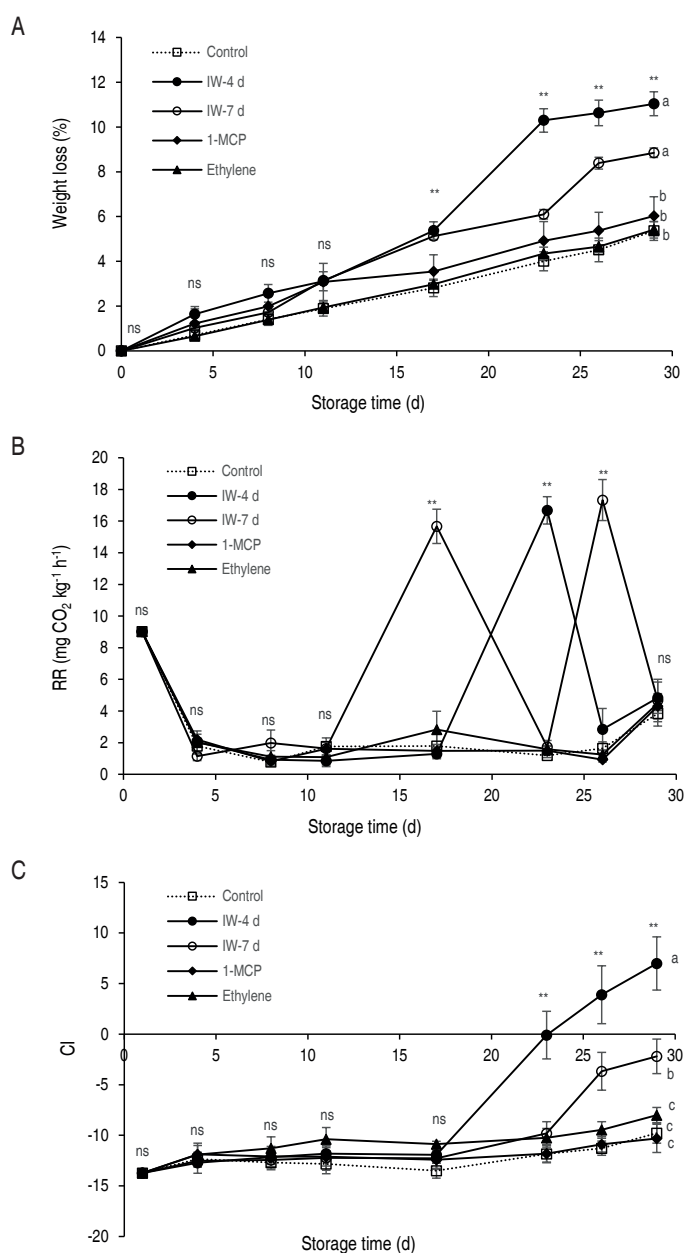 A
14
12
10
8
6
4
2
0
Weight loss (%)
Control
IW-4 d
IW-7 d
1-MCP
Ethylene
ns
ns
ns
ns
**
**
**
**
a
a
b
b
b
0 5 10 15 20 25 30
Storage time (d)
B
20
18
16
14
12
10
8
6
4
2
0
RR (mg CO2 kg-1 h-1)
Control
IW-4 d
IW-7 d
1-MCP
Ethylene
ns
ns
ns
ns
**
**
**
ns
0 5 10 15 20 25 30
Storage time (d)
C
15
10
5
0
-5
-10
-15
-20
CI
Control
IW-4 d
IW-7 d
1-MCP
Ethylene
0 5 10 15 20 25 30
ns
ns
ns
ns
ns
**
**
**
a
b
c
c
c
Storage time (d)